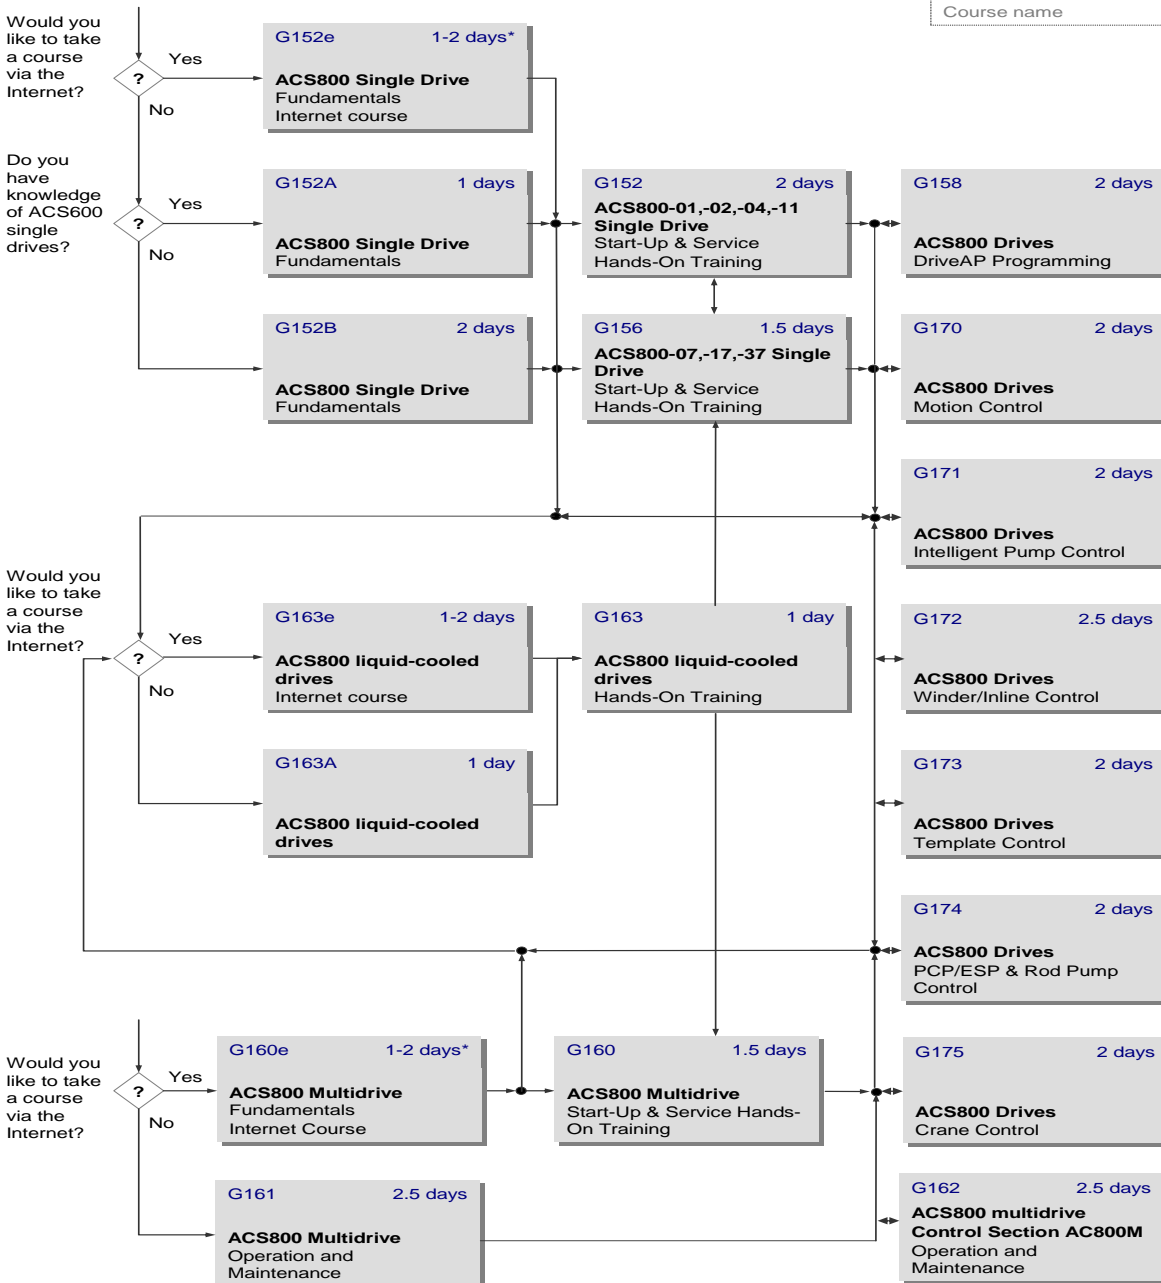 Course name
Would you
like to take
a course
via the
Internet?
?
Yes
No
G152e 1-2 days*
ACS800 Single Drive
Fundamentals
Internet course
Do you
have
knowledge
of ACS600
single
drives?
?
Yes
No
G152A 1 days
ACS800 Single Drive
Fundamentals
G152 2 days
ACS800-01,-02,-04,-11
Single Drive
Start-Up & Service
Hands-On Training
G158 2 days
ACS800 Drives
DriveAP Programming
G152B 2 days
ACS800 Single Drive
Fundamentals
G156 1.5 days
ACS800-07,-17,-37 Single
Drive
Start-Up & Service
Hands-On Training
G170 2 days
ACS800 Drives
Motion Control
G171 2 days
ACS800 Drives
Intelligent Pump Control
Would you
like to take
a course
via the
Internet?
?
Yes
No
G163e 1-2 days
ACS800 liquid-cooled
drives
Internet course
G163 1 day
ACS800 liquid-cooled
drives
Hands-On Training
G172 2.5 days
ACS800 Drives
Winder/Inline Control
G163A 1 day
ACS800 liquid-cooled
drives
G173 2 days
ACS800 Drives
Template Control
G174 2 days
ACS800 Drives
PCP/ESP & Rod Pump
Control
Would you
like to take
a course
via the
Internet?
?
Yes
No
G160e 1-2 days*
ACS800 Multidrive
Fundamentals
Internet Course
G160 1.5 days
ACS800 Multidrive
Start-Up & Service Hands-
On Training
G175 2 days
ACS800 Drives
Crane Control
G161 2.5 days
ACS800 Multidrive
Operation and
Maintenance
G162 2.5 days
ACS800 multidrive
Control Section AC800M
Operation and
Maintenance